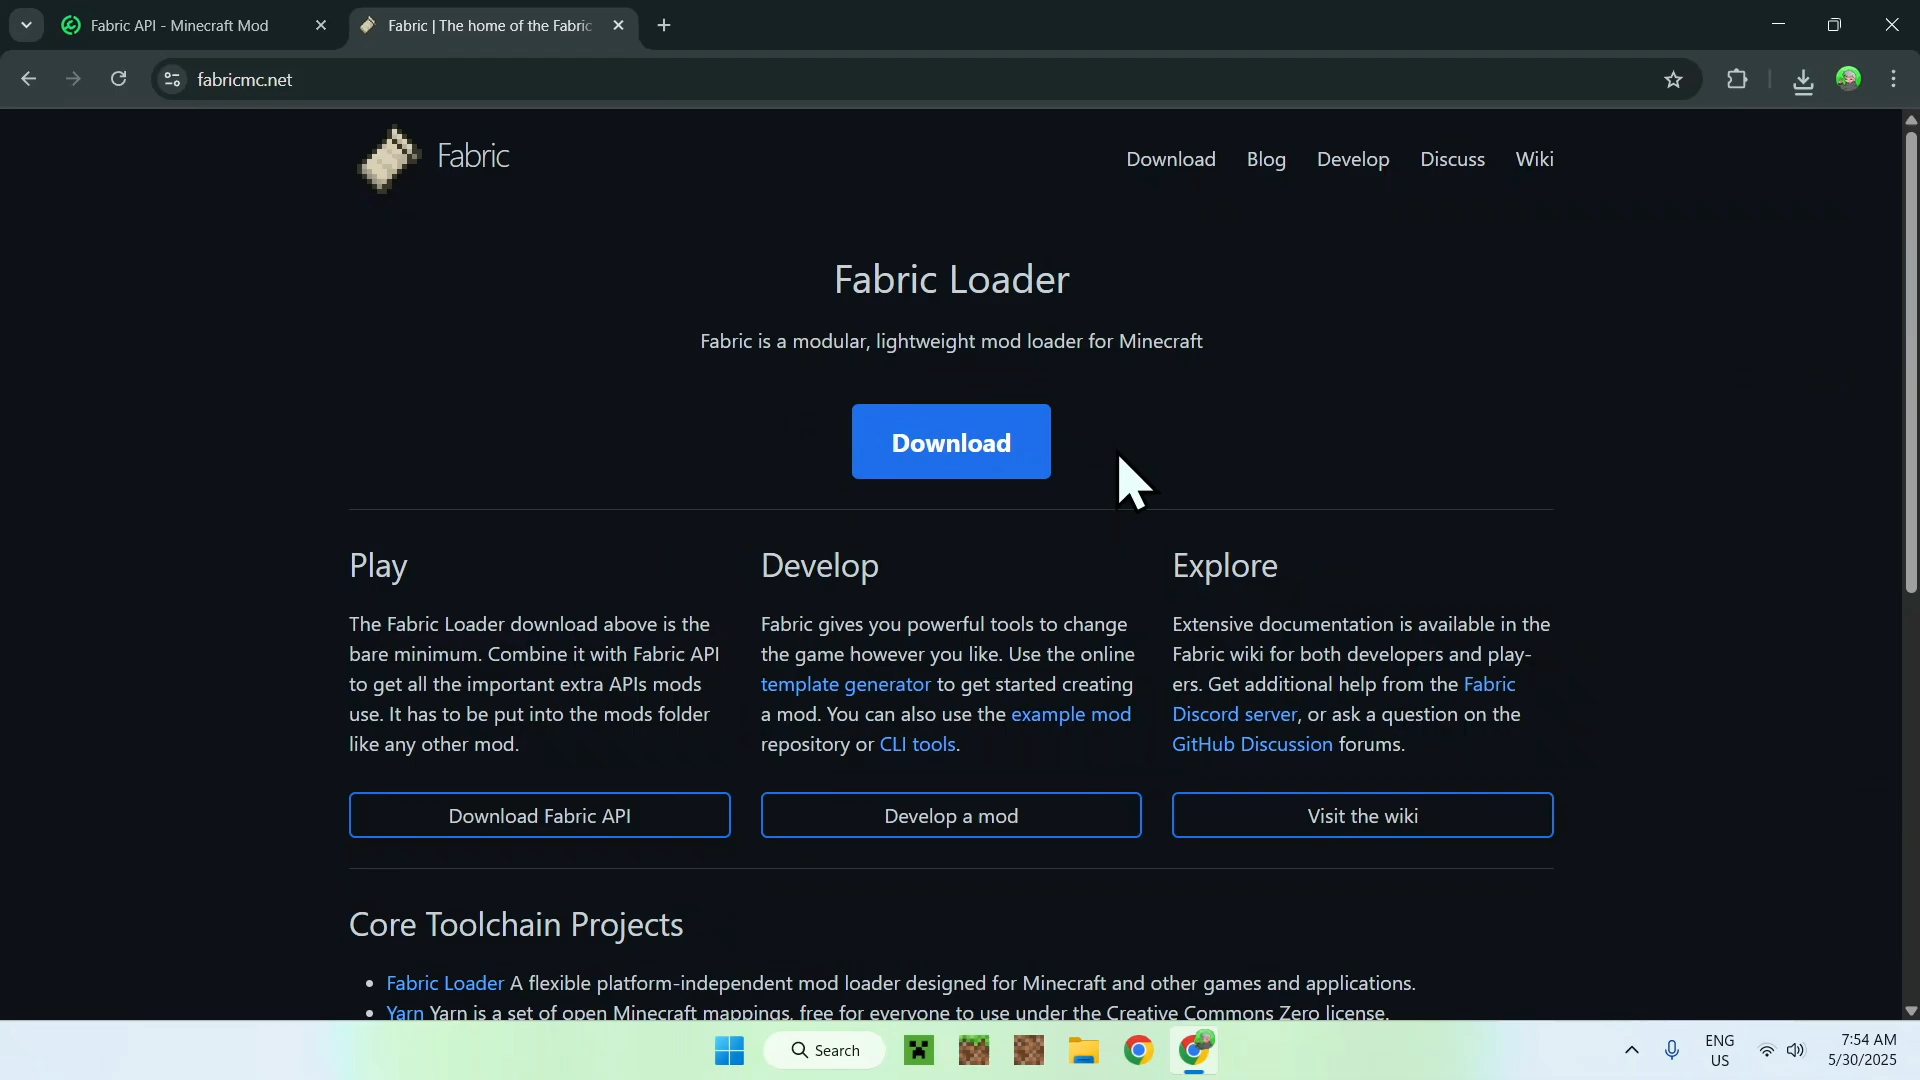 Fabric API - Minecraft Mod
Fabric | The home of the Fabric
fabricmc.net
Fabric
Download
Blog
Develop
Discuss
Wiki
Fabric Loader
Fabric is a modular, lightweight mod loader for Minecraft
Download
Play
The Fabric Loader download above is the
bare minimum. Combine it with Fabric API
to get all the important extra APIs mods
use. It has to be put into the mods folder
like any other mod.
Download Fabric API
Develop
Fabric gives you powerful tools to change
the game however you like. Use the online
template generator to get started creating
a mod. You can also use the example mod
repository or CLI tools.
Develop a mod
Explore
Extensive documentation is available in the
Fabric wiki for both developers and play-
ers. Get additional help from the Fabric
Discord server, or ask a question on the
GitHub Discussion forums.
Visit the wiki
Core Toolchain Projects
• Fabric Loader A flexible platform-independent mod loader designed for Minecraft and other games and applications.
• Yarn Yarn is a set of open Minecraft mappings, free for everyone to use under the Creative Commons Zero license.
Search
ENG
US
7:54 AM
5/30/2025